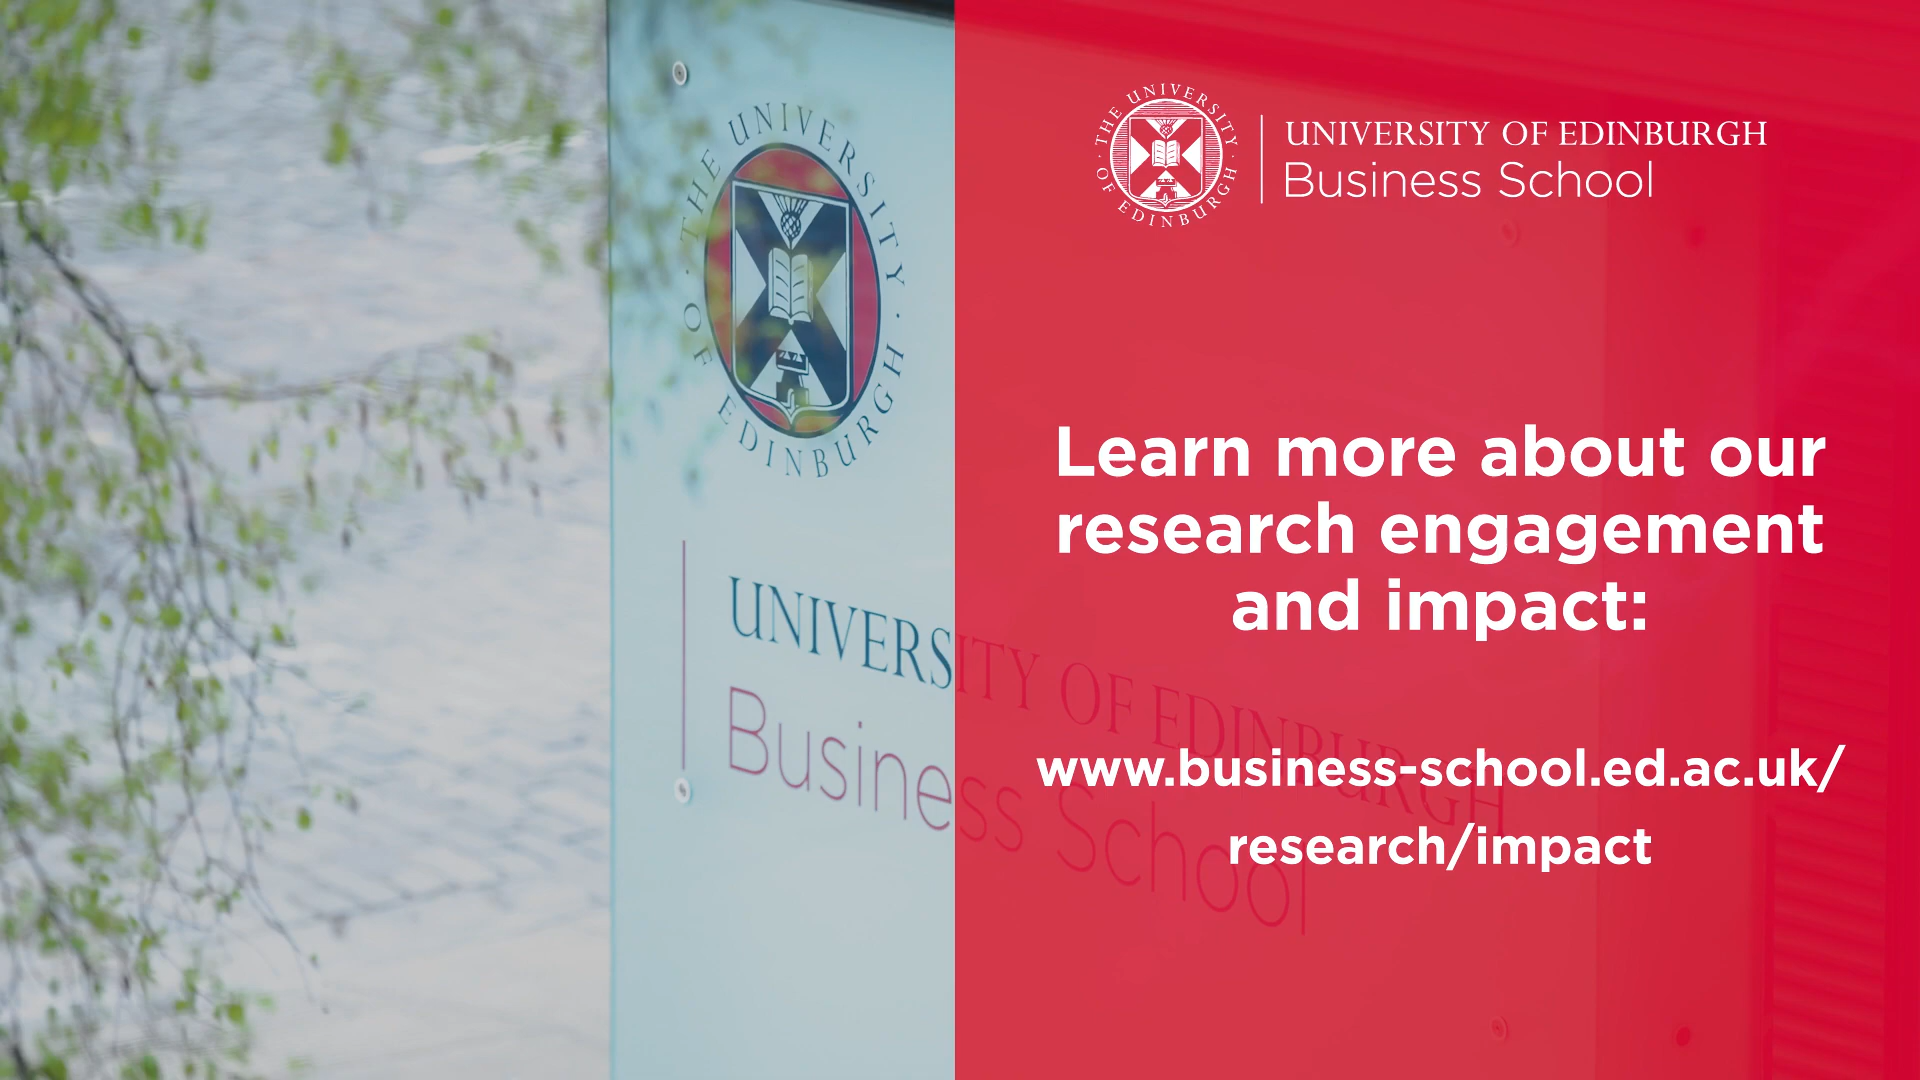 THE UNIVERSITY OF EDINBURGH
UNIVERSITY OF EDINBURGH
Business School
THE UNIVERSITY OF EDINBURGH
UNIVERSITY OF EDINBURGH
Business School
Learn more about our
research engagement
and impact:
www.business-school.ed.ac.uk/
research/impact